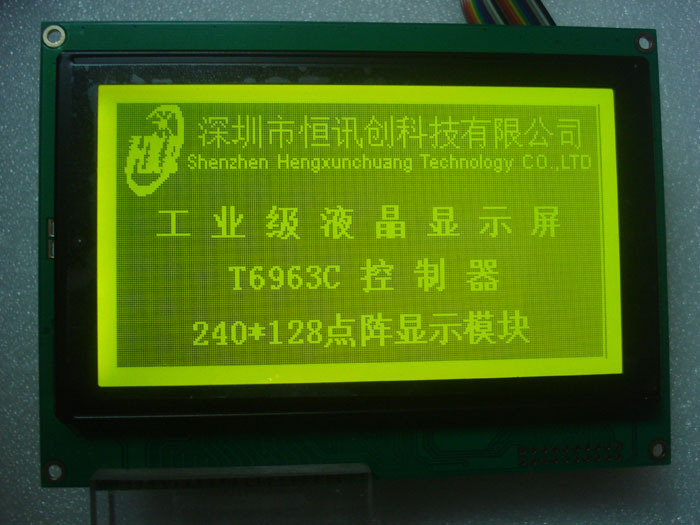 深圳市恒讯创科技有限公司
Shenzhen Hengxunchuang Technology CO.,LTD
工业级液晶显示屏
T6963C 控制器
240*128点阵显示模块